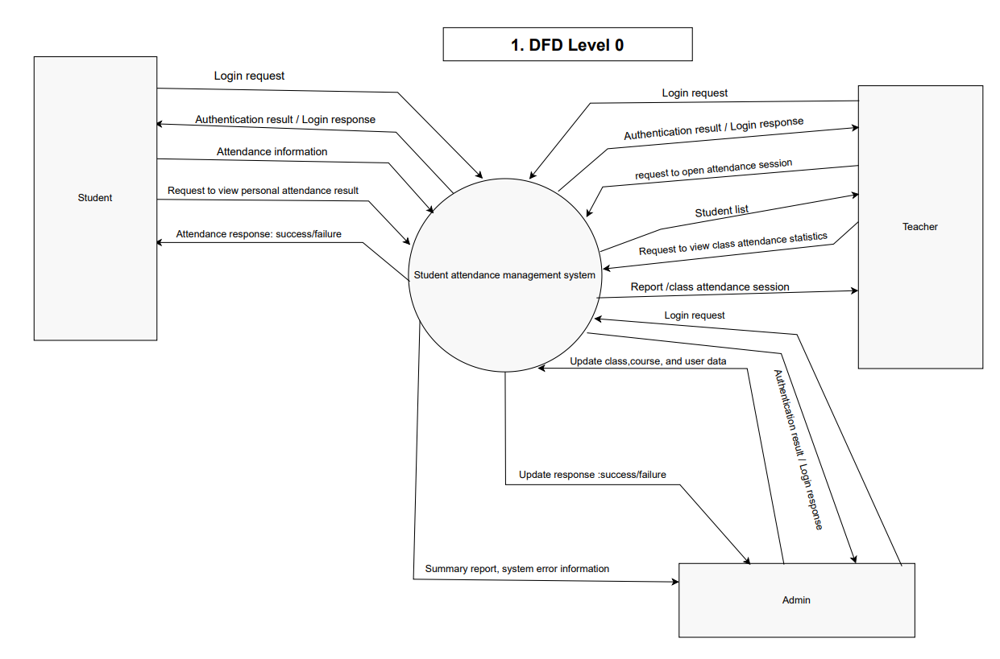 1. DFD Level 0
Login request
Authentication result / Login response
Attendance information
Request to view personal attendance result
Attendance response: success/failure
Student
Login request
Authentication result / Login response
request to open attendance session
Student list
Request to view class attendance statistics
Report /class attendance session
Teacher
Student attendance management system
Login request
Update class,course, and user data
Authentication result / Login response
Update response :success/failure
Summary report, system error information
Admin